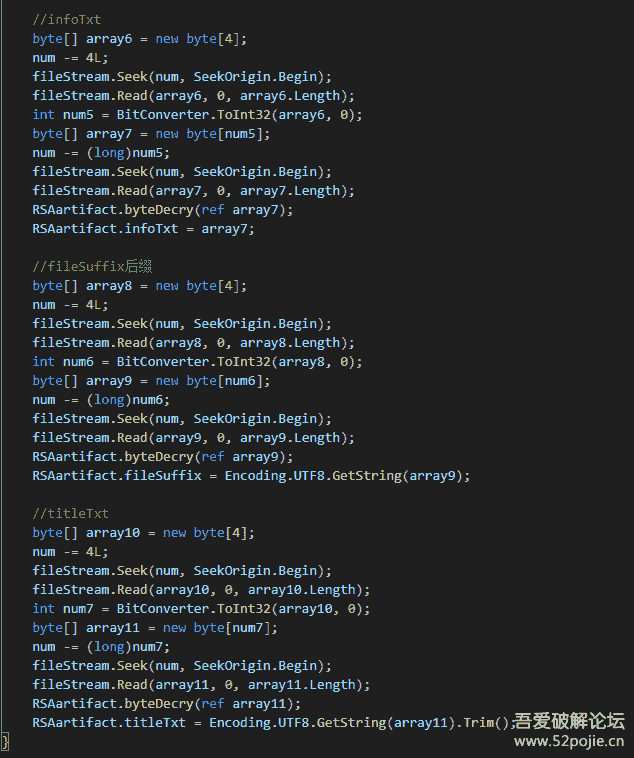 //infoTxt
byte[] array6 = new byte[4];
num -= 4L;
fileStream.Seek(num, SeekOrigin.Begin);
fileStream.Read(array6, 0, array6.Length);
int num5 = BitConverter.ToInt32(array6, 0);
byte[] array7 = new byte[num5];
num -= (long)num5;
fileStream.Seek(num, SeekOrigin.Begin);
fileStream.Read(array7, 0, array7.Length);
RSAartifact.byteDecry(ref array7);
RSAartifact.infoTxt = array7;
//fileSuffix后缀
byte[] array8 = new byte[4];
num -= 4L;
fileStream.Seek(num, SeekOrigin.Begin);
fileStream.Read(array8, 0, array8.Length);
int num6 = BitConverter.ToInt32(array8, 0);
byte[] array9 = new byte[num6];
num -= (long)num6;
fileStream.Seek(num, SeekOrigin.Begin);
fileStream.Read(array9, 0, array9.Length);
RSAartifact.byteDecry(ref array9);
RSAartifact.fileSuffix = Encoding.UTF8.GetString(array9);
//titleTxt
byte[] array10 = new byte[4];
num -= 4L;
fileStream.Seek(num, SeekOrigin.Begin);
fileStream.Read(array10, 0, array10.Length);
int num7 = BitConverter.ToInt32(array10, 0);
byte[] array11 = new byte[num7];
num -= (long)num7;
fileStream.Seek(num, SeekOrigin.Begin);
fileStream.Read(array11, 0, array11.Length);
RSAartifact.byteDecry(ref array11);
RSAartifact.titleTxt = Encoding.UTF8.GetString(array11).Trim();
吾爱破解论坛
}
www.52pojie.cn